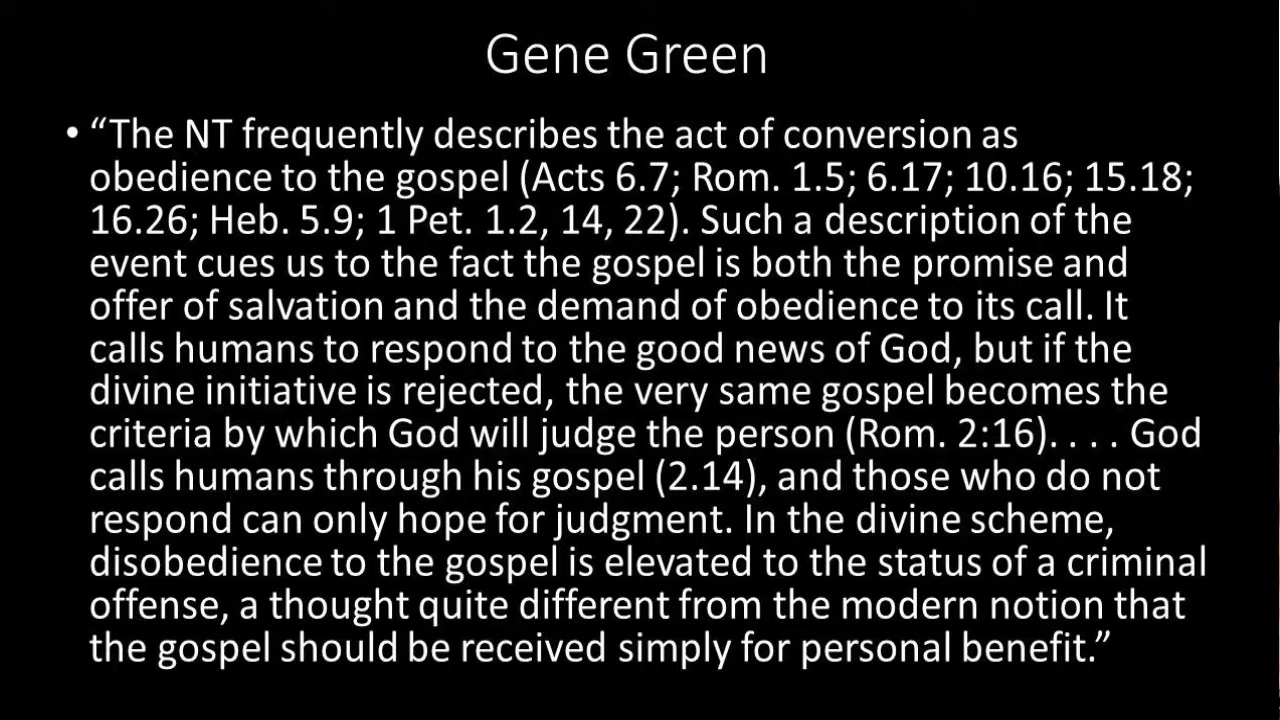 Gene Green
• “The NT frequently describes the act of conversion as
obedience to the gospel (Acts 6.7; Rom. 1.5; 6.17; 10.16; 15.18;
16.26; Heb. 5.9; 1 Pet. 1.2, 14, 22). Such a description of the
event cues us to the fact the gospel is both the promise and
offer of salvation and the demand of obedience to its call. It
calls humans to respond to the good news of God, but if the
divine initiative is rejected, the very same gospel becomes the
criteria by which God will judge the person (Rom. 2:16). . . . God
calls humans through his gospel (2.14), and those who do not
respond can only hope for judgment. In the divine scheme,
disobedience to the gospel is elevated to the status of a criminal
offense, a thought quite different from the modern notion that
the gospel should be received simply for personal benefit.”